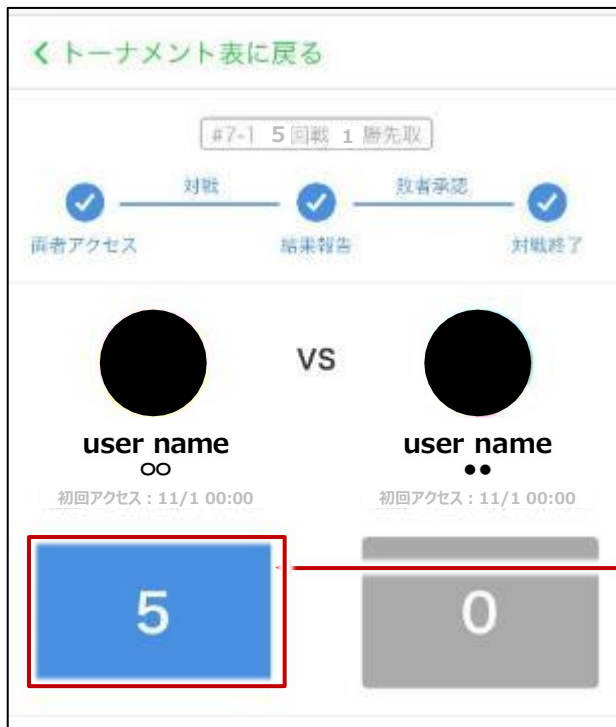 く トーナメント表に戻る
#7-1 5回戦 1勝先取
対戦 敗者承認
両者アクセス 結果報告 対戦終了
VS
user name user name
○○ ●●
初回アクセス:11/1 00:00 初回アクセス:11/1 00:00
5 0